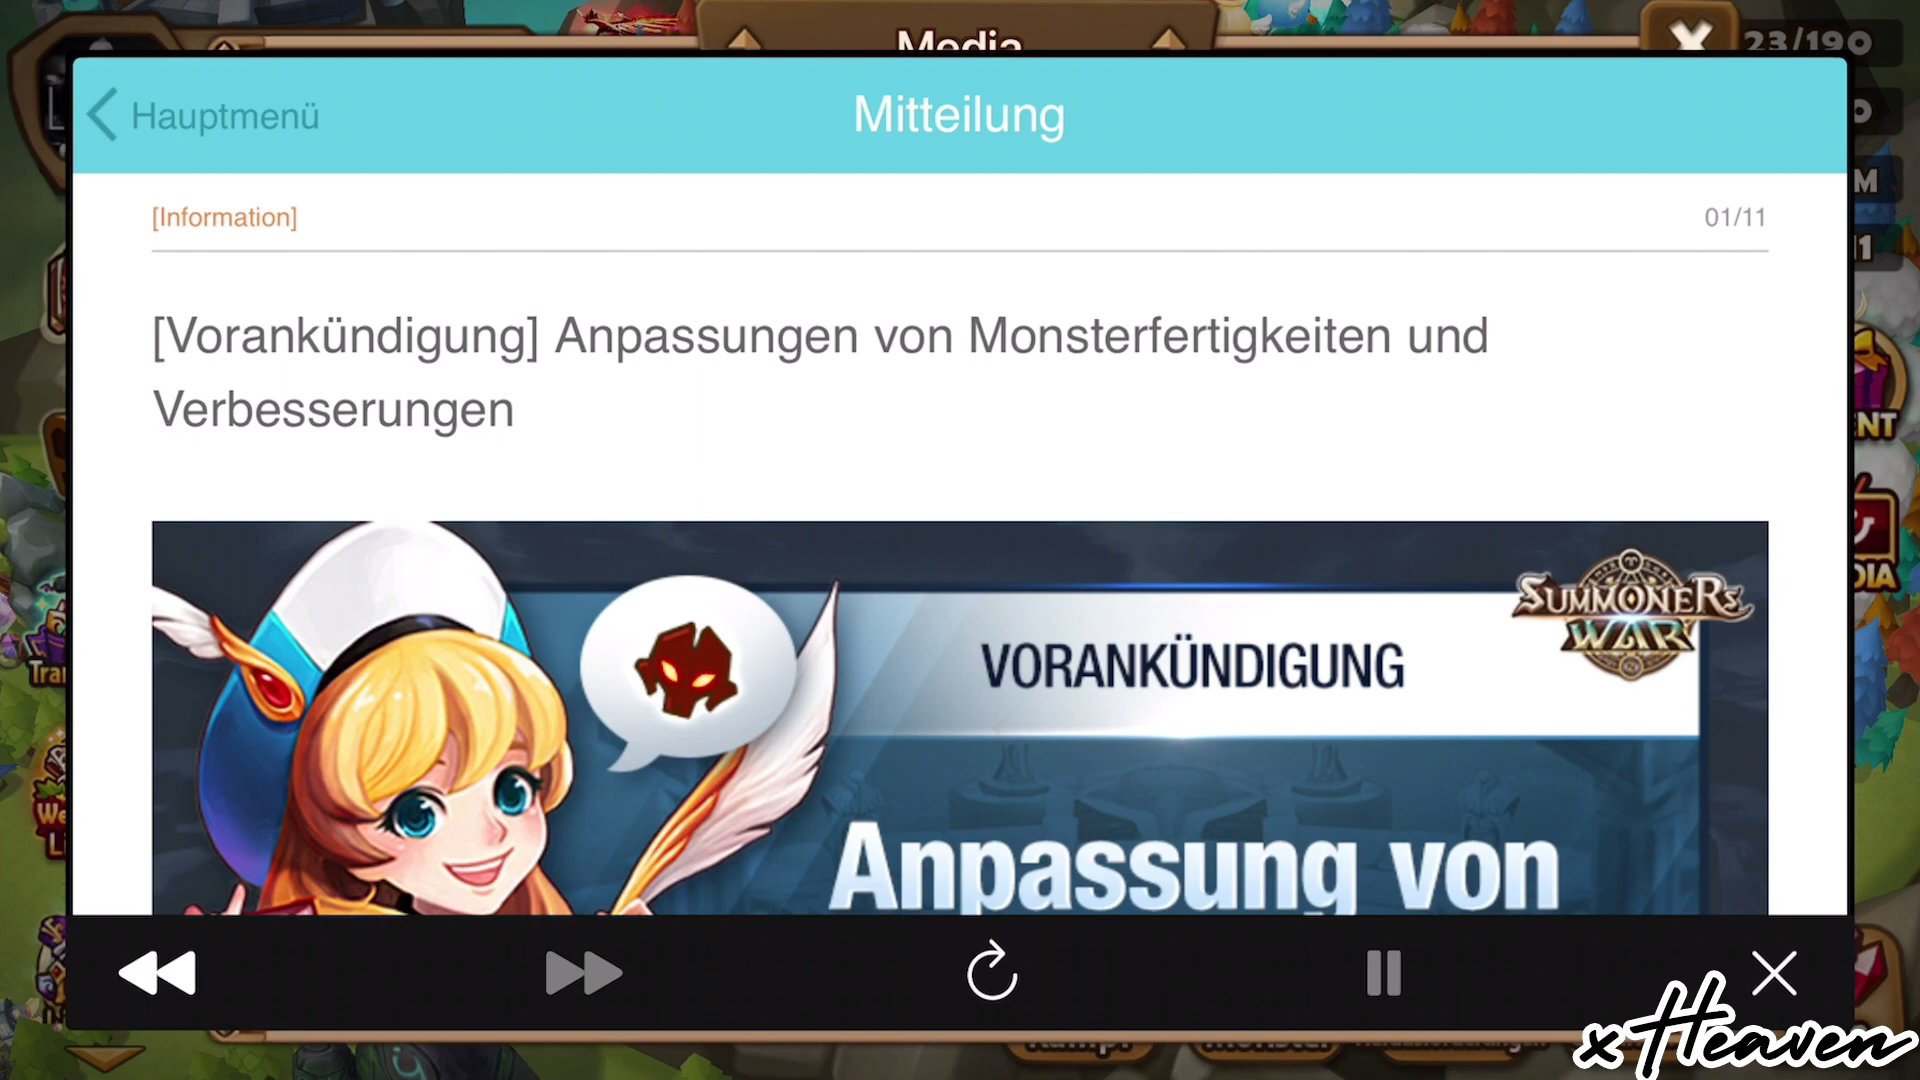 Media
23/190
Hauptmenü
Mitteilung
[Information]
01/11
[Vorankündigung] Anpassungen von Monsterfertigkeiten und
Verbesserungen
VORANKÜNDIGUNG
SUMMONERS
WAR
Anpassung von
xHeaven